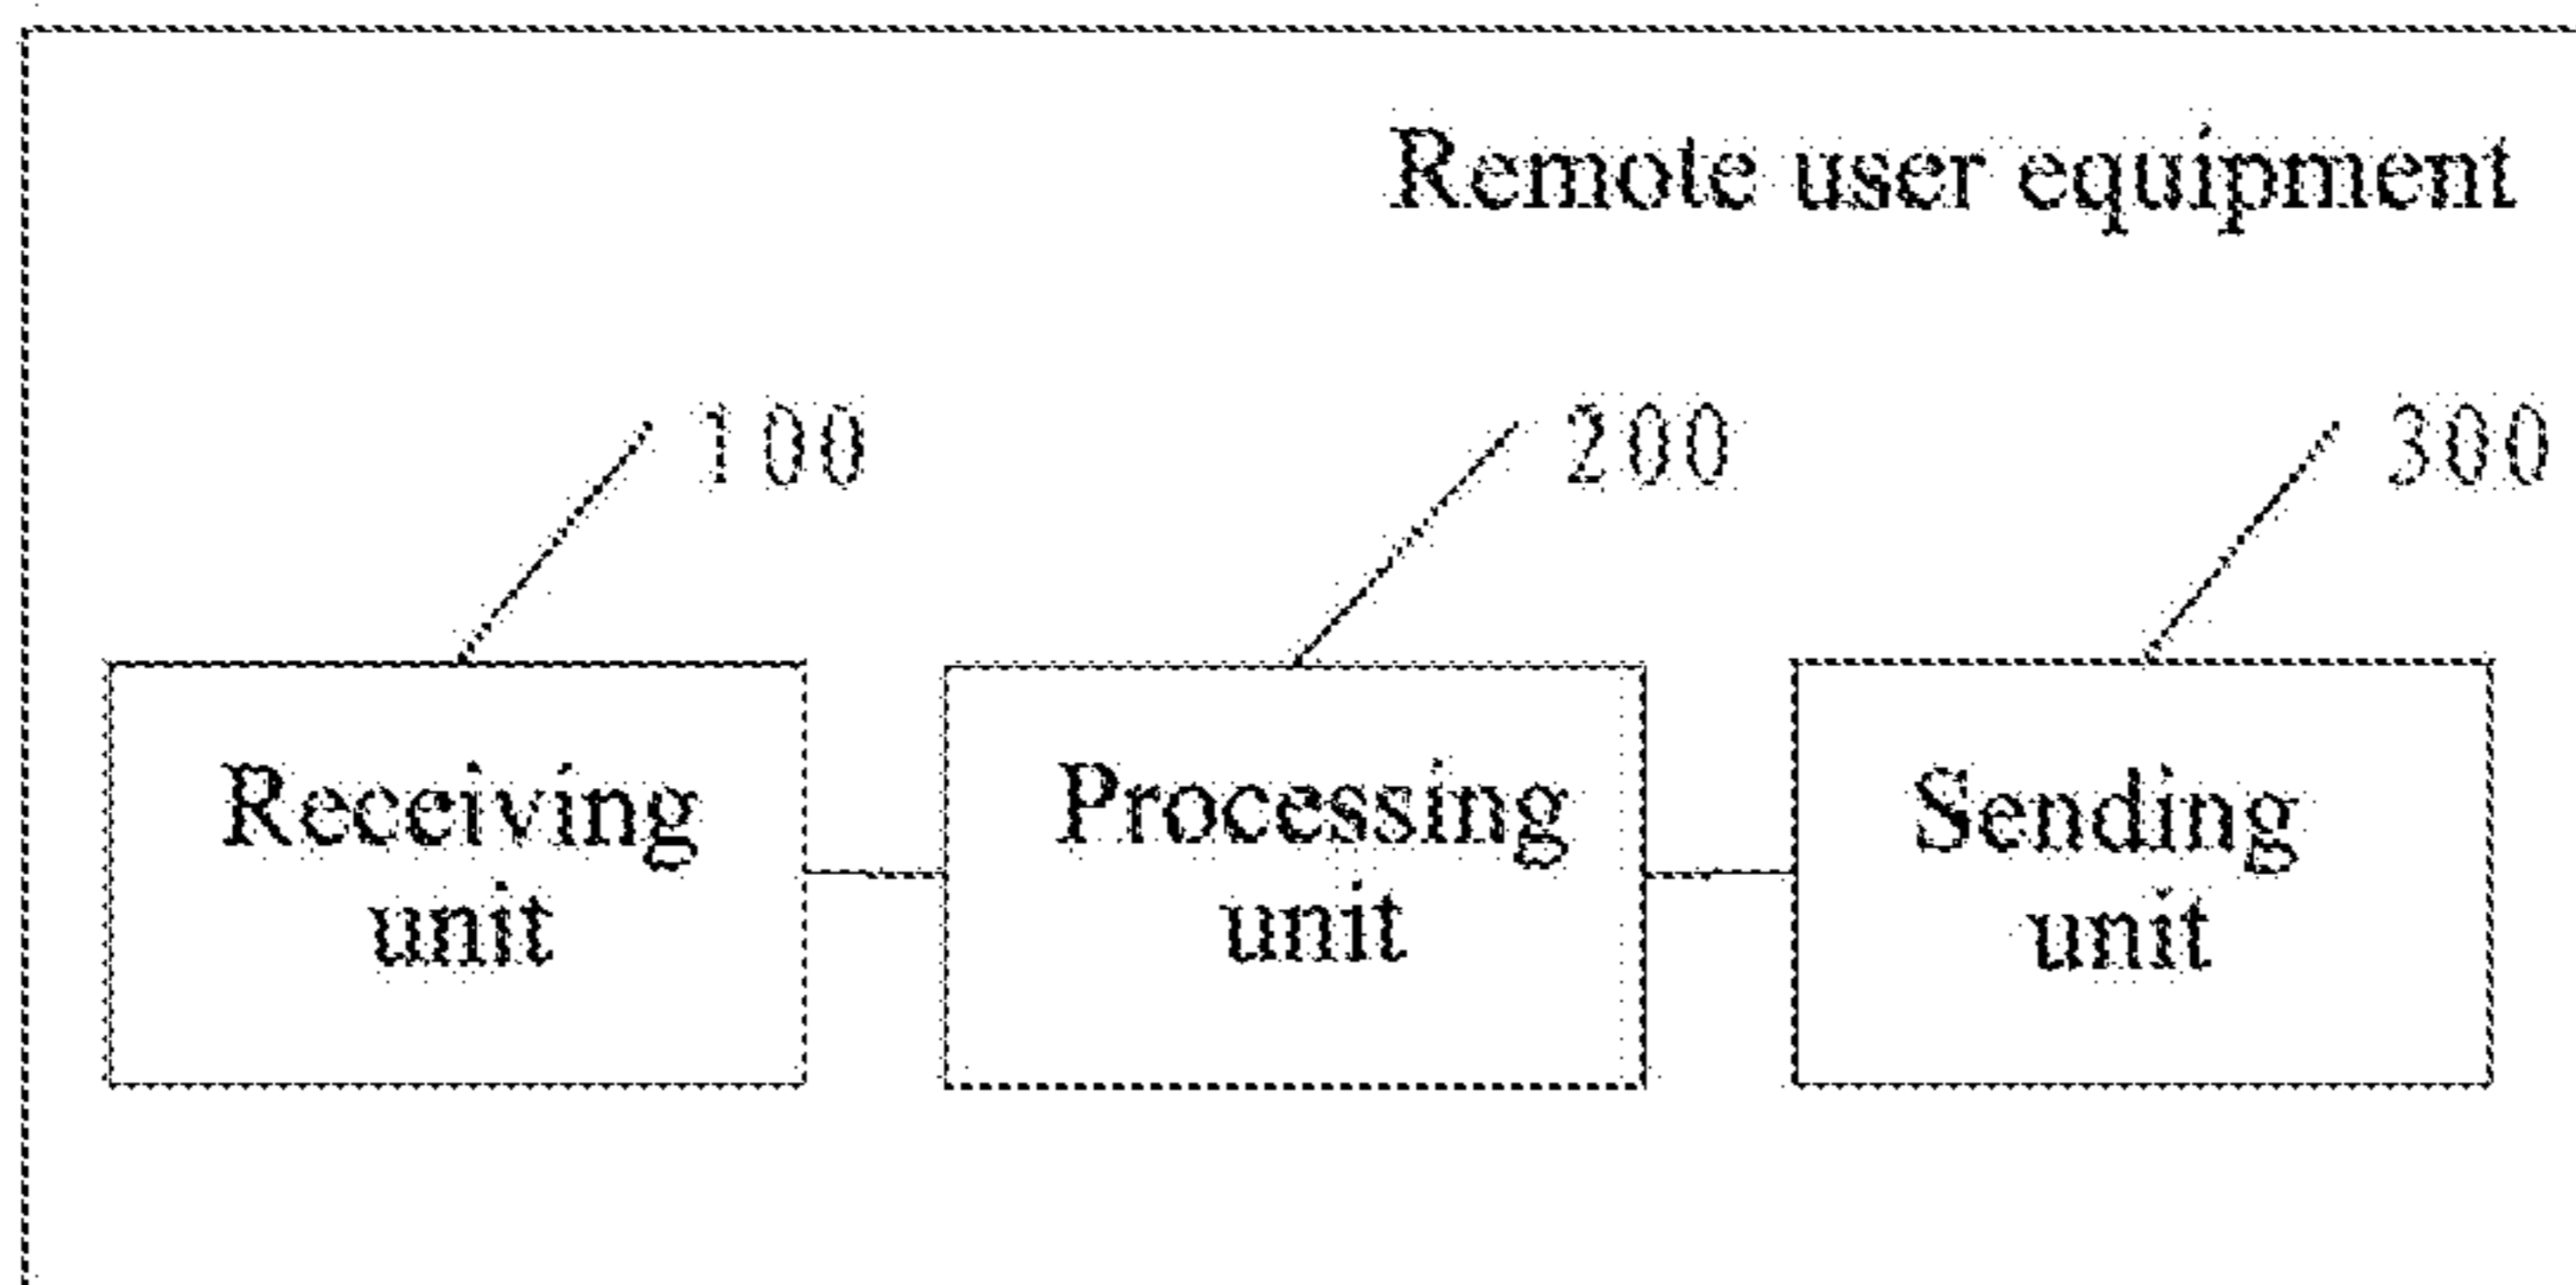 Remote user equipment
100 200 300
Receiving
unit
Processing
unit
Sending
unit